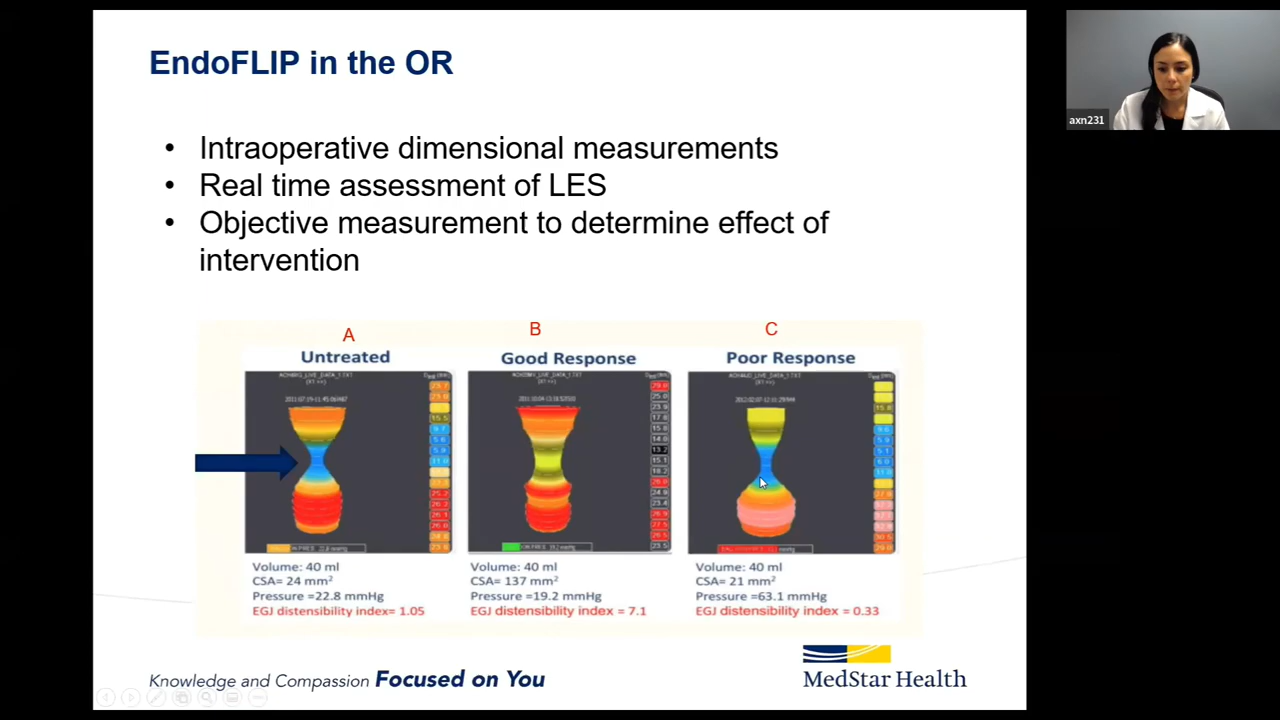 EndoFLIP in the OR
axn231
• Intraoperative dimensional measurements
• Real time assessment of LES
• Objective measurement to determine effect of
intervention
A
B
C
Untreated
Good Response
Poor Response
Volume: 40 ml
CSA= 24 mm²
Pressure =22.8 mmHg
EGJ distensibility index= 1.05
Volume: 40 ml
CSA= 137 mm²
Pressure =19.2 mmHg
EGJ distensibility index = 7.1
Volume: 40 ml
CSA= 21 mm²
Pressure =63.1 mmHg
EGJ distensibility index = 0.33
Knowledge and Compassion Focused on You
MedStar Health